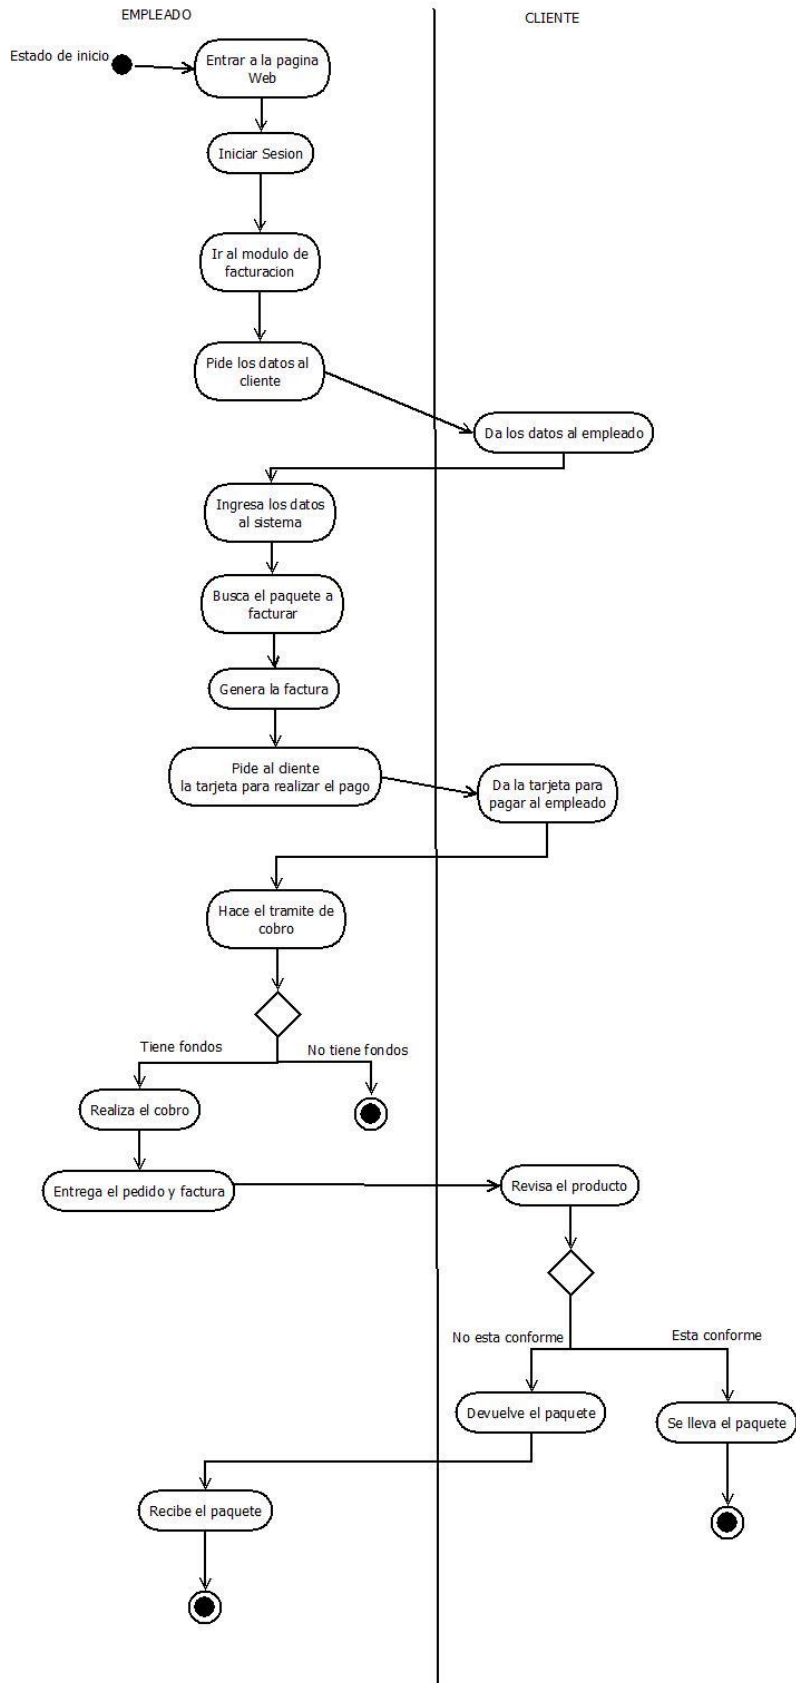 EMPLEADO
CLIENTE
Estado de inicio
Entrar a la pagina
Web
Iniciar Sesion
Ir al modulo de
facturacion
Pide los datos al
cliente
Da los datos al empleado
Ingresa los datos
al sistema
Busca el paquete a
facturar
Genera la factura
Pide al cliente
la tarjeta para realizar el pago
Da la tarjeta para
pagar al empleado
Hace el tramite de
cobro
Tiene fondos
No tiene fondos
Realiza el cobro
Entrega el pedido y factura
Revisa el producto
No esta conforme
Esta conforme
Devuelve el paquete
Se lleva el paquete
Recibe el paquete